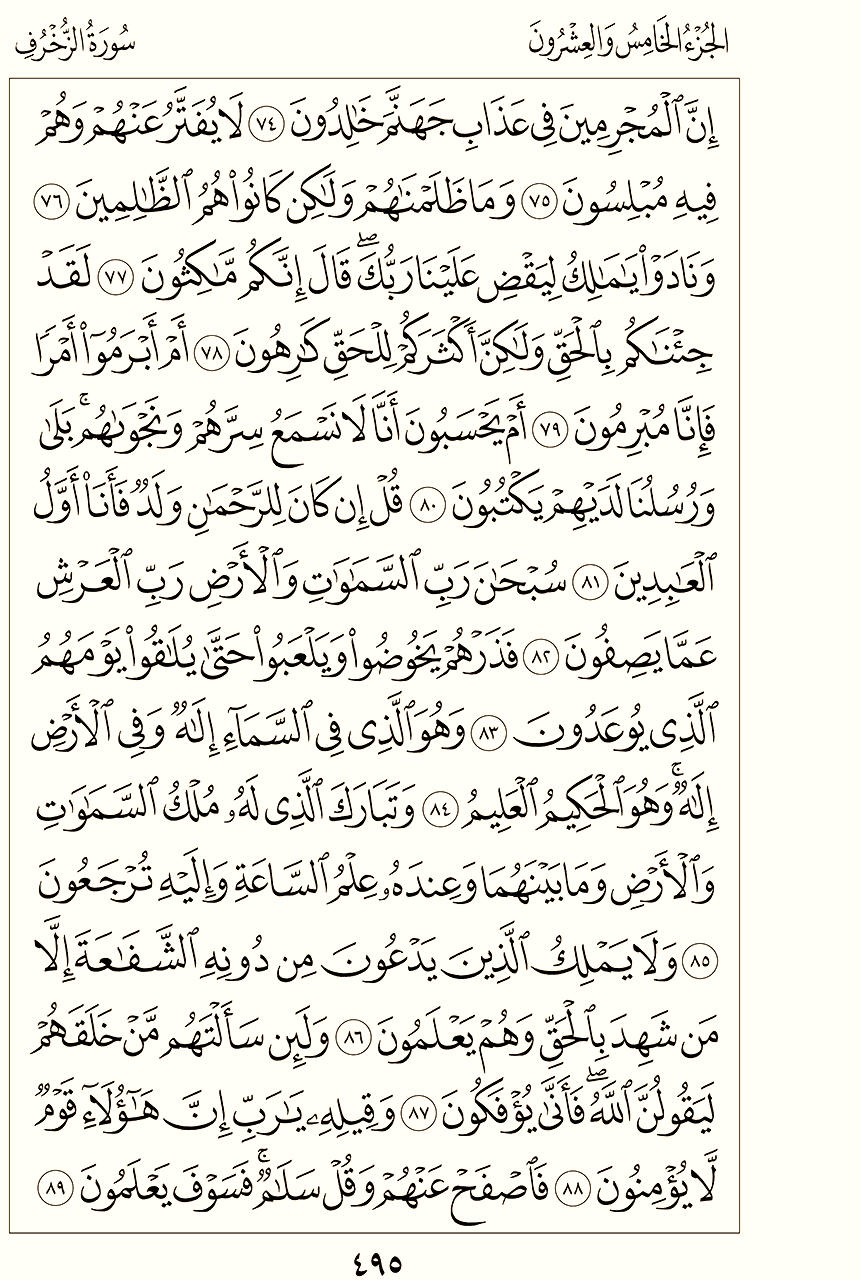 الجُزْءُ الخَامِسُ وَالعِشْرُونَ
سُورَةُ الزُّخْرُفِ
إِنَّ ٱلْمُجْرِمِينَ فِى عَذَابِ جَهَنَّمَ خَٰلِدُونَ ٧٤ لَا يُفَتَّرُ عَنْهُمْ وَهُمْ
فِيهِ مُبْلِسُونَ ٧٥ وَمَا ظَلَمْنَٰهُمْ وَلَٰكِن كَانُوا۟ هُمُ ٱلظَّٰلِمِينَ ٧٦
وَنَادَوْا۟ يَٰمَٰلِكُ لِيَقْضِ عَلَيْنَا رَبُّكَ ۖ قَالَ إِنَّكُم مَّٰكِثُونَ ٧٧ لَقَدْ
جِئْنَٰكُم بِٱلْحَقِّ وَلَٰكِنَّ أَكْثَرَكُمْ لِلْحَقِّ كَٰرِهُونَ ٧٨ أَمْ أَبْرَمُوٓا۟ أَمْرًا
فَإِنَّا مُبْرِمُونَ ٧٩ أَمْ يَحْسَبُونَ أَنَّا لَا نَسْمَعُ سِرَّهُمْ وَنَجْوَىٰهُم ۚ بَلَىٰ
وَرُسُلُنَا لَدَيْهِمْ يَكْتُبُونَ ٨٠ قُلْ إِن كَانَ لِلرَّحْمَٰنِ وَلَدٌ فَأَنَا۠ أَوَّلُ
ٱلْعَٰبِدِينَ ٨١ سُبْحَٰنَ رَبِّ ٱلسَّمَٰوَٰتِ وَٱلْأَرْضِ رَبِّ ٱلْعَرْشِ
عَمَّا يَصِفُونَ ٨٢ فَذَرْهُمْ يَخُوضُوا۟ وَيَلْعَبُوا۟ حَتَّىٰ يُلَٰقُوا۟ يَوْمَهُمُ
ٱلَّذِى يُوعَدُونَ ٨٣ وَهُوَ ٱلَّذِى فِى ٱلسَّمَآءِ إِلَٰهٌ وَفِى ٱلْأَرْضِ
إِلَٰهٌ ۚ وَهُوَ ٱلْحَكِيمُ ٱلْعَلِيمُ ٨٤ وَتَبَارَكَ ٱلَّذِى لَهُۥ مُلْكُ ٱلسَّمَٰوَٰتِ
وَٱلْأَرْضِ وَمَا بَيْنَهُمَا وَعِندَهُۥ عِلْمُ ٱلسَّاعَةِ وَإِلَيْهِ تُرْجَعُونَ
٨٥ وَلَا يَمْلِكُ ٱلَّذِينَ يَدْعُونَ مِن دُونِهِ ٱلشَّفَٰعَةَ إِلَّا
مَن شَهِدَ بِٱلْحَقِّ وَهُمْ يَعْلَمُونَ ٨٦ وَلَئِن سَأَلْتَهُم مَّنْ خَلَقَهُمْ
لَيَقُولُنَّ ٱللَّهُ ۖ فَأَنَّىٰ يُؤْفَكُونَ ٨٧ وَقِيلِهِۦ يَٰرَبِّ إِنَّ هَٰٓؤُلَآءِ قَوْمٌ
لَّا يُؤْمِنُونَ ٨٨ فَٱصْفَحْ عَنْهُمْ وَقُلْ سَلَٰمٌ ۚ فَسَوْفَ يَعْلَمُونَ ٨٩
٤٩٥